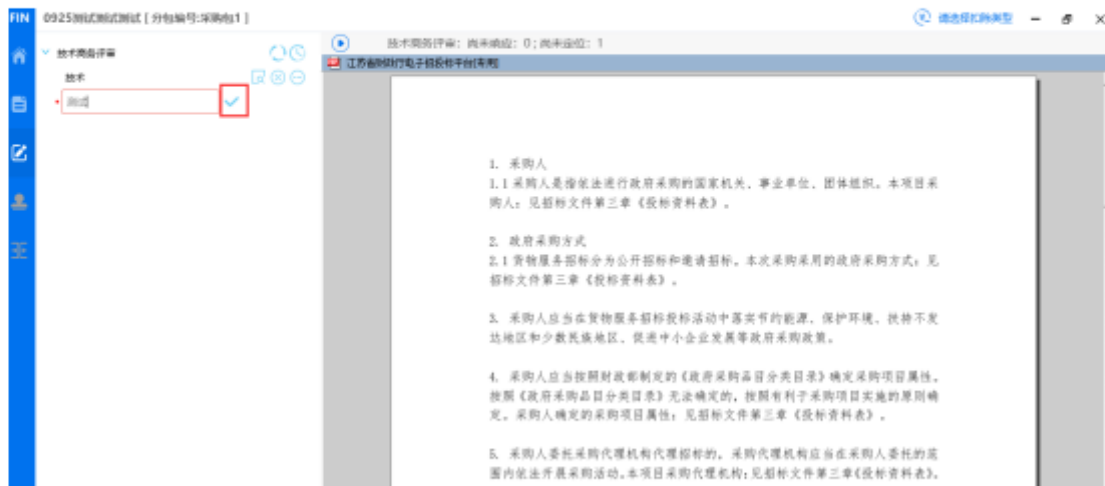 FIN 0925测试测试测试 [ 分包编号:采购包1 ] 请选择扣除类型
技术商务评审
技术
测试
技术商务评审: 尚未响应: 0 ; 尚未定位: 1
1. 采购人
1.1 采购人是指依法进行政府采购的国家机关、事业单位、团体组织。本项目采
购人: 见招标文件第三章《投标资料表》。
2. 政府采购方式
2.1 货物服务招标分为公开招标和邀请招标。本次采购采用的政府采购方式: 见
招标文件第三章《投标资料表》。
3. 采购人应当在货物服务招标投标活动中落实节约能源、保护环境、扶持不发
达地区和少数民族地区、促进中小企业发展等政府采购政策。
4. 采购人应当按照财政部制定的《政府采购品目分类目录》确定采购项目属性。
按照《政府采购品目分类目录》无法确定的, 按照有利于采购项目实施的原则确
定。采购人确定的采购项目属性: 见招标文件第三章《投标资料表》。
5. 采购人委托采购代理机构代理招标的, 采购代理机构应当在采购人委托的范
围内依法开展采购活动。本项目采购代理机构: 见招标文件第三章《投标资料表》。